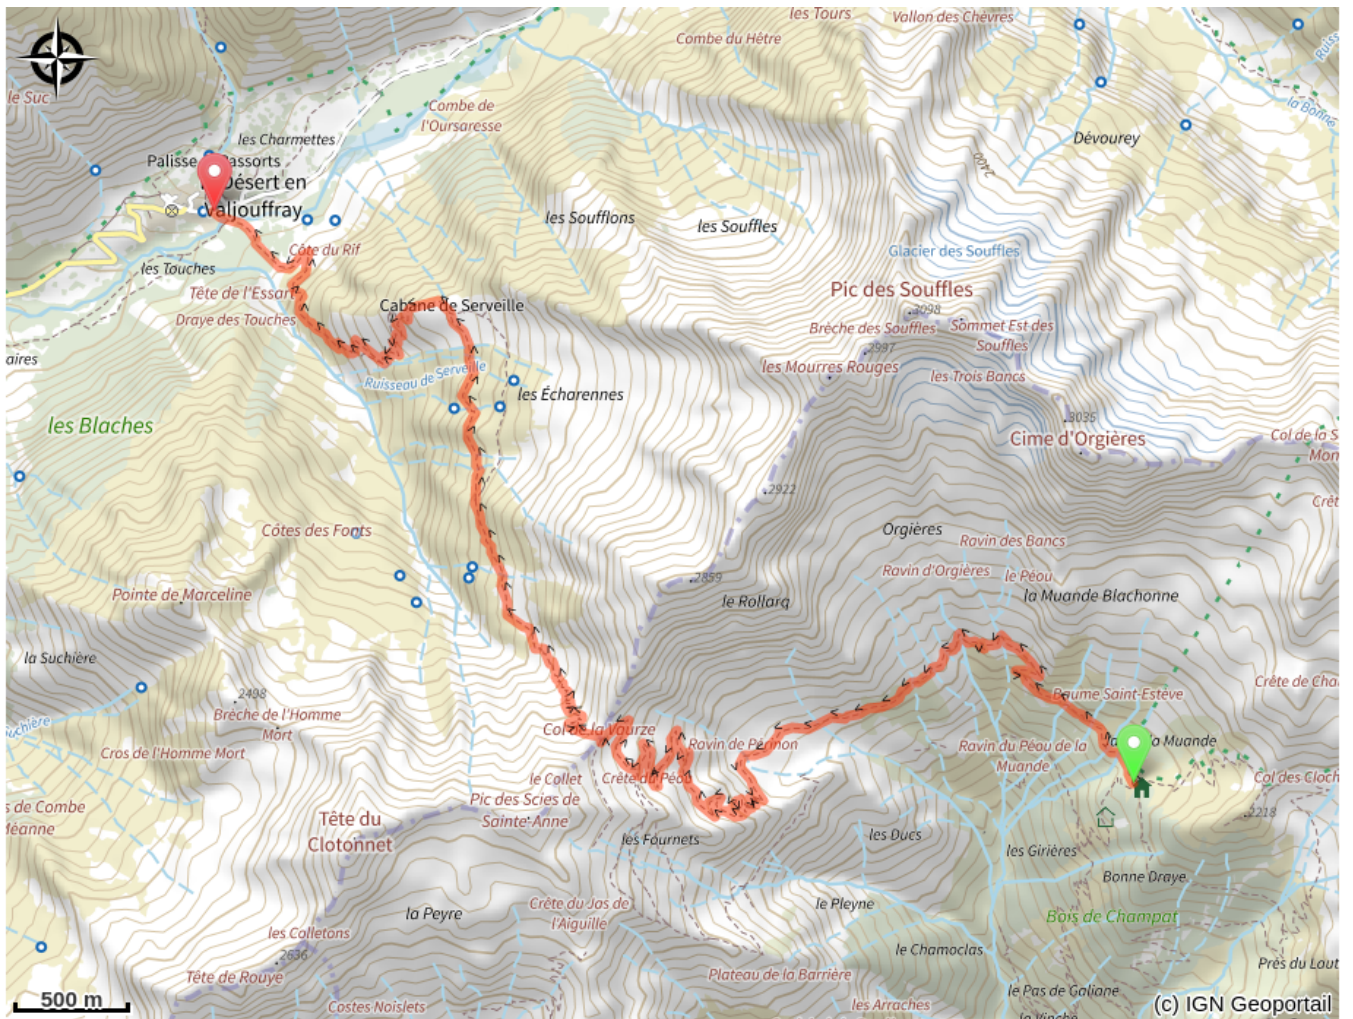 les Tours
Vallon des Chèvres
Combe du Hêtre
le Suc
la Bonne
Combe de
l'Oursaresse
les Charmettes
Dévourey
2400
Palisse
assorts
Désert en
Valjouffray
les Soufflons
les Souffles
Côte du Rif
Glacier des Souffles
les Touches
Tête de l'Essart
Pic des Souffles
Cabane de Serveille
3098
Draye des Touches
Brèche des Souffles
Sommet Est des
Souffles
2997
aires
les Mourres Rouges
les Trois Bancs
Ruisseau de Serveille
les Écharennes
3035
les Blaches
Cime d'Orgières
Col de la S
Mon
2922
Crêt
Côtes des Fonts
Orgières
Ravin des Bancs
Ravin d'Orgières
le Péou
2859
Pointe de Marceline
le Rollarq
la Muande Blachonne
la Suchière
Crête de Cha
2498
Baume Saint-Estève
Brèche de l'Homme
Mort
uchière
Col de la Vaurze
Cros de l'Homme Mort
Ravin de Périnon
la Muande
Ravin du Péou de la
Muande
le Collet
Crête du Péou
Col des Cloch
Pic des Scies de
Sainte-Anne
s de Combe
éanne
2218
Tête du
Clotonnet
les Fournets
les Ducs
les Girières
Bonne Draye
la Peyre
Crête du Jas de
l'Aiguille
le Pleyne
Bois de Champat
les Colletons
le Chamoclas
2636
Tête de Rouye
Plateau de la Barrière
Près du Laut
le Pas de Galiane
500 m
Costes Noislets
les Arraches
(c) IGN Geoportail